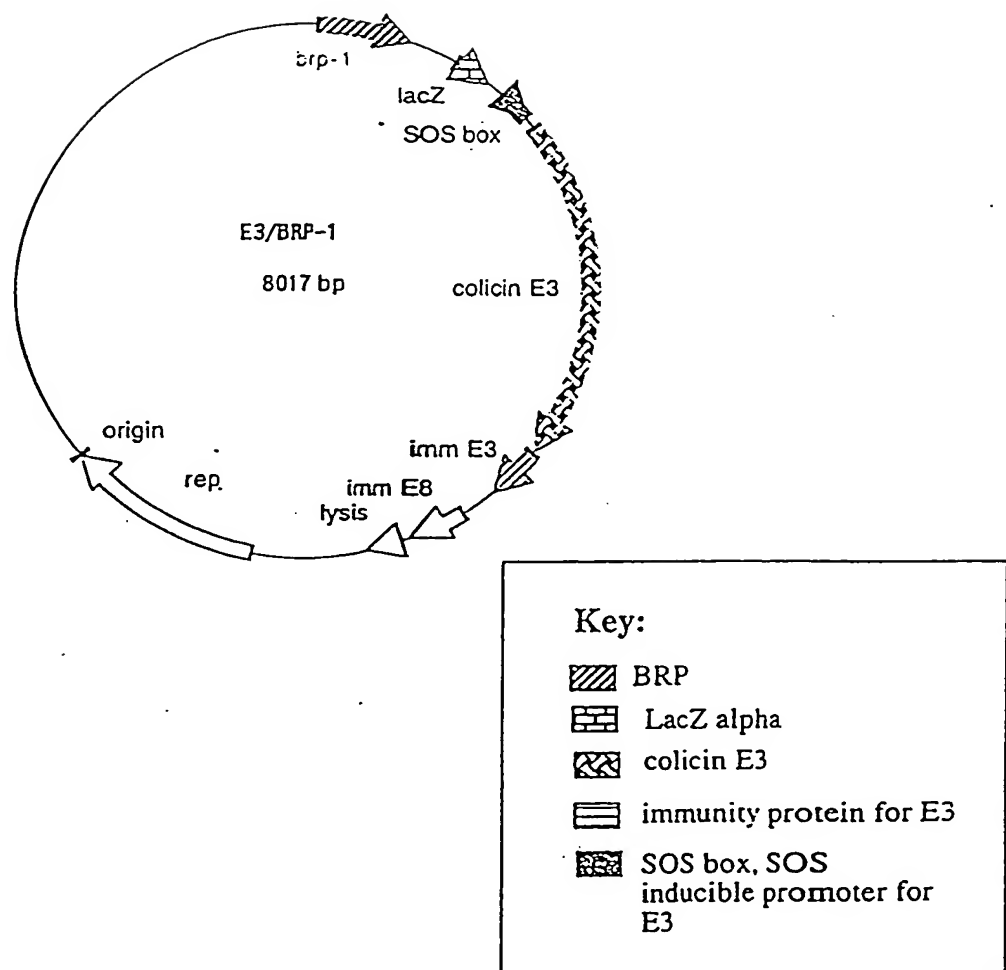 brp-1
lacZ
SOS box
E3/BRP-1
8017 bp
colicin E3
origin
rep.
imm E3
imm E8
lysis
Key:
BRP
LacZ alpha
colicin E3
immunity protein for E3
SOS box, SOS
inducible promoter for
E3